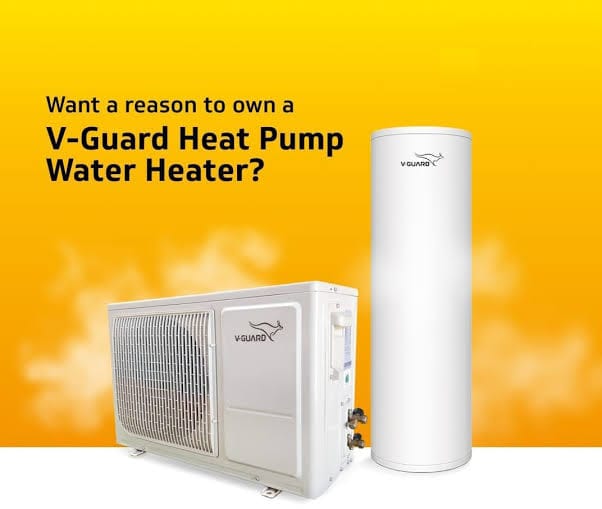 Want a reason to own a
V-Guard Heat Pump
Water Heater?
V-GUARD
V-GUARD